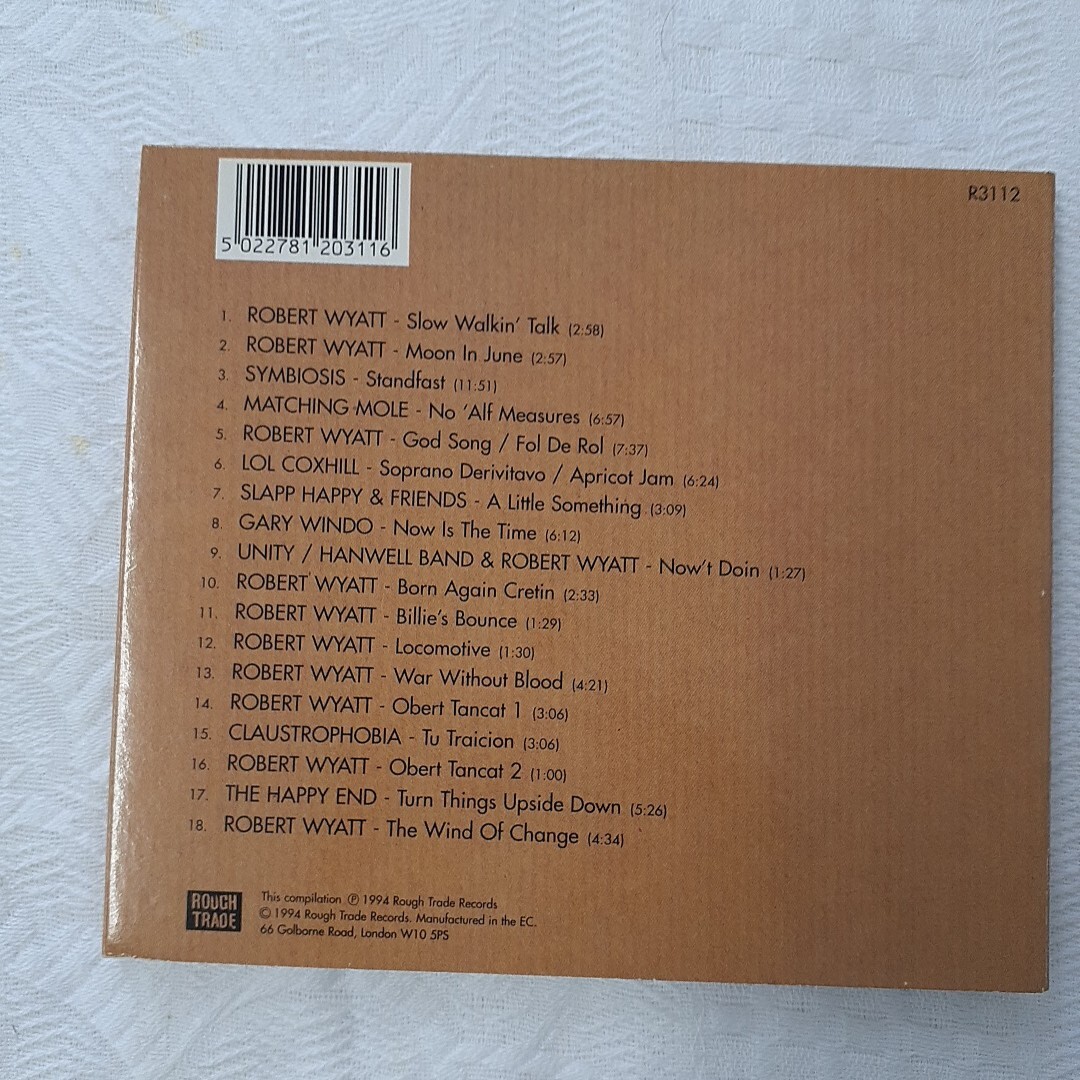 5 022781 203116
R3112
1. ROBERT WYATT - Slow Walkin' Talk (2:58)
2. ROBERT WYATT - Moon In June (2:57)
3. SYMBIOSIS - Standfast (11:51)
4. MATCHING MOLE - No 'Alf Measures (6:57)
5. ROBERT WYATT - God Song / Fol De Rol (7:37)
6. LOL COXHILL - Soprano Derivitavo / Apricot Jam (6:24)
7. SLAPP HAPPY & FRIENDS - A Little Something (3:09)
8. GARY WINDO - Now Is The Time (6:12)
9. UNITY / HANWELL BAND & ROBERT WYATT - Now't Doin (1:27)
10. ROBERT WYATT - Born Again Cretin (2:33)
11. ROBERT WYATT - Billie's Bounce (1:29)
12. ROBERT WYATT - Locomotive (1:30)
13. ROBERT WYATT - War Without Blood (4:21)
14. ROBERT WYATT - Obert Tancat 1 (3:06)
15. CLAUSTROPHOBIA - Tu Traicion (3:06)
16. ROBERT WYATT - Obert Tancat 2 (1:00)
17. THE HAPPY END - Turn Things Upside Down (5:26)
18. ROBERT WYATT - The Wind Of Change (4:34)
ROUGH
TRADE
This compilation ℗ 1994 Rough Trade Records
© 1994 Rough Trade Records. Manufactured in the EC.
66 Golborne Road, London W10 5PS